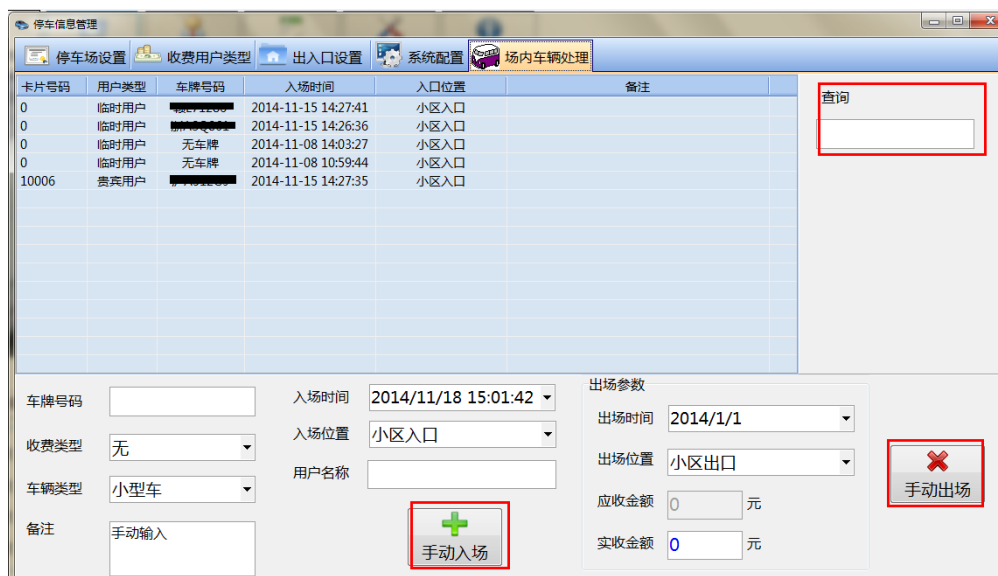 停车信息管理
停车场设置 收费用户类型 出入口设置 系统配置 场内车辆处理
卡片号码 用户类型 车牌号码 入场时间 入口位置 备注
0 临时用户 2014-11-15 14:27:41 小区入口
0 临时用户 2014-11-15 14:26:36 小区入口
0 临时用户 无车牌 2014-11-08 14:03:27 小区入口
0 临时用户 无车牌 2014-11-08 10:59:44 小区入口
10006 贵宾用户 2014-11-15 14:27:35 小区入口
查询
车牌号码
收费类型 无
车辆类型 小型车
备注 手动输入
入场时间 2014/11/18 15:01:42
入场位置 小区入口
用户名称
手动入场
出场参数
出场时间 2014/1/1
出场位置 小区出口
应收金额 0 元
实收金额 0 元
手动出场